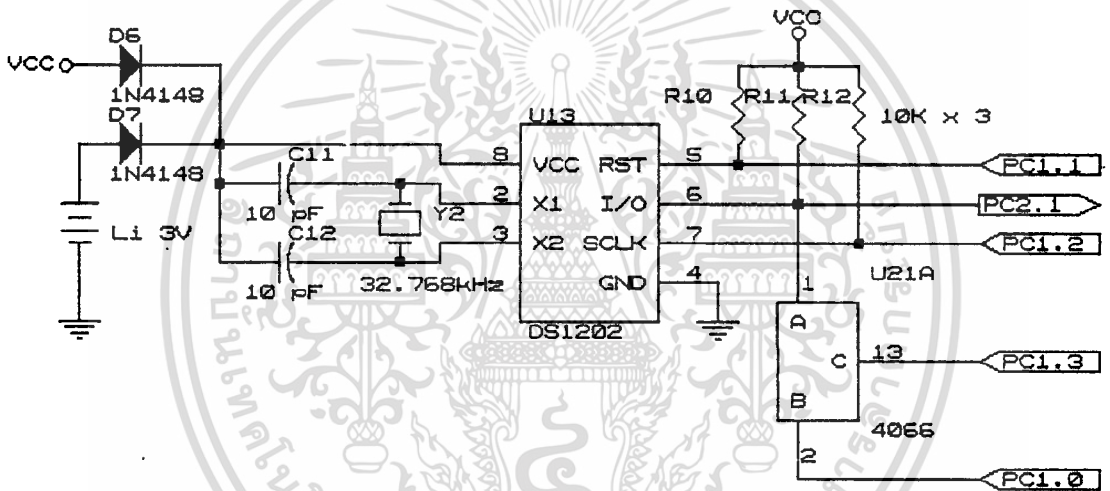 VCC
D6
1N4148
D7
1N4148
Li 3V
C11
10 pF
C12
10 pF
Y2
32.768kHz
U13
8 VCC RST 5
2 X1 I/O 6
3 X2 SCLK 7
GND 4
DS1202
VCC
R10 R11 R12
10K x 3
PC1.1
PC2.1
PC1.2
U21A
1
A
C 13
B
4066
2
PC1.3
PC1.0